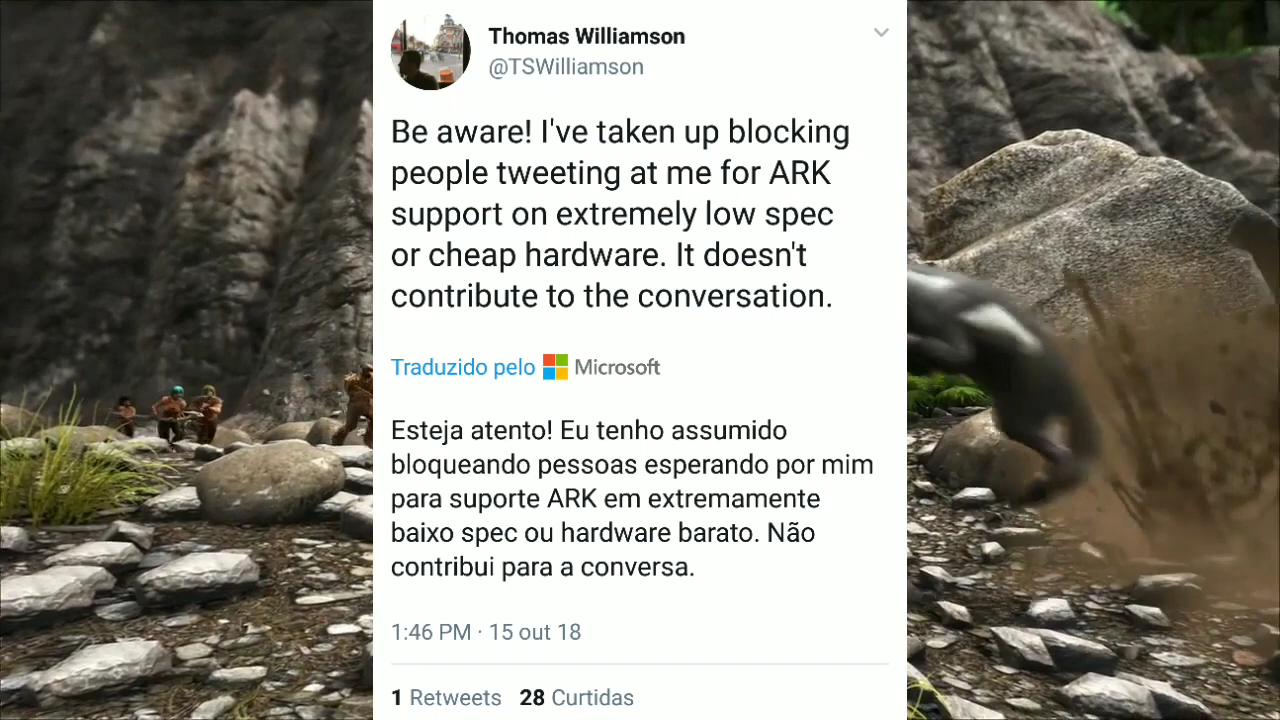 Thomas Williamson
@TSWilliamson
Be aware! I've taken up blocking
people tweeting at me for ARK
support on extremely low spec
or cheap hardware. It doesn't
contribute to the conversation.
Traduzido pelo Microsoft
Esteja atento! Eu tenho assumido
bloqueando pessoas esperando por mim
para suporte ARK em extremamente
baixo spec ou hardware barato. Não
contribui para a conversa.
1:46 PM · 15 out 18
1 Retweets 28 Curtidas